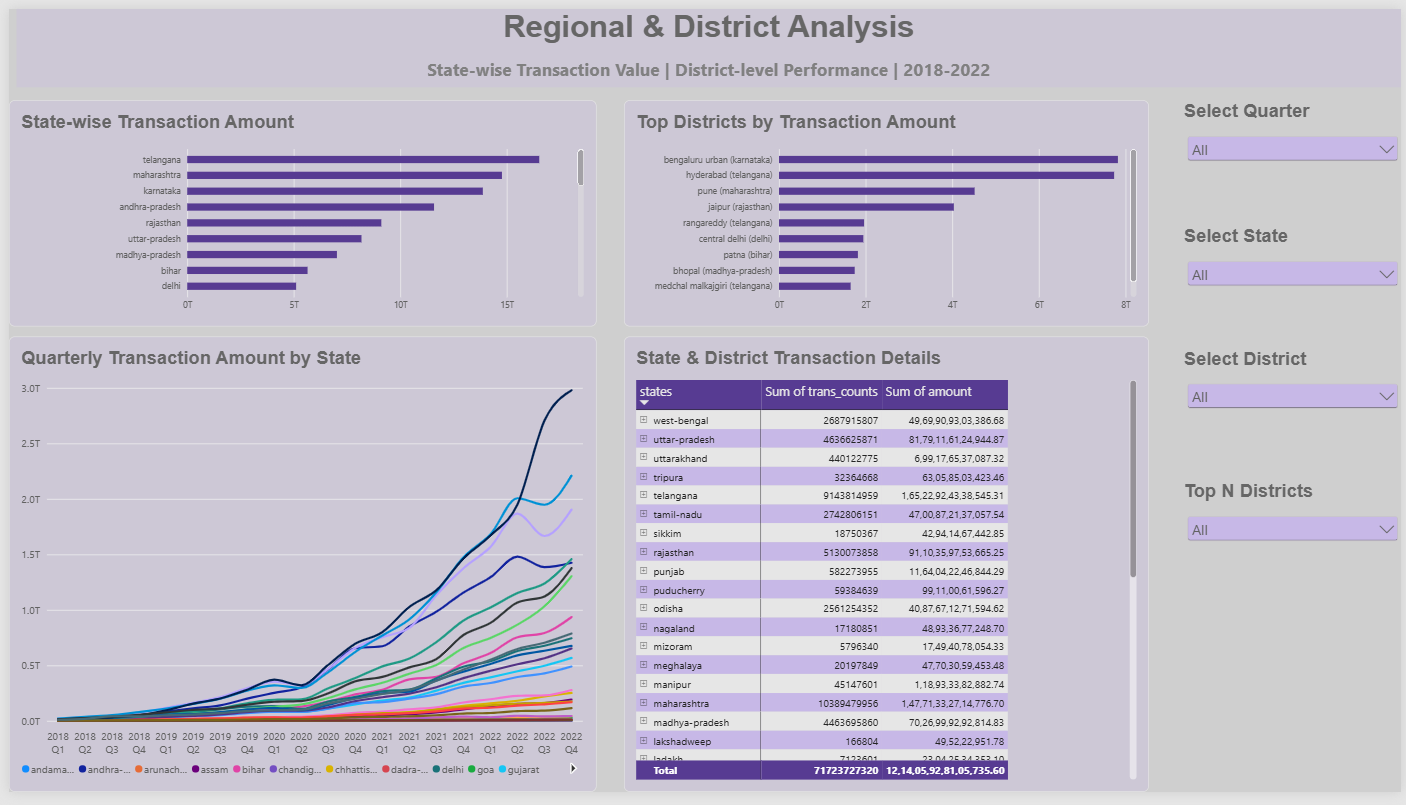 Regional & District Analysis
State-wise Transaction Value | District-level Performance | 2018-2022
State-wise Transaction Amount
telangana
maharashtra
karnataka
andhra-pradesh
rajasthan
uttar-pradesh
madhya-pradesh
bihar
delhi
0T 5T 10T 15T
Top Districts by Transaction Amount
bengaluru urban (karnataka)
hyderabad (telangana)
pune (maharashtra)
jaipur (rajasthan)
rangareddy (telangana)
central delhi (delhi)
patna (bihar)
bhopal (madhya-pradesh)
medchal malkajgiri (telangana)
0T 2T 4T 6T 8T
Select Quarter
All
Select State
All
Select District
All
Top N Districts
All
Quarterly Transaction Amount by State
3.0T
2.5T
2.0T
1.5T
1.0T
0.5T
0.0T
2018 2018 2018 2018 2019 2019 2019 2019 2020 2020 2020 2020 2021 2021 2021 2021 2022 2022 2022 2022
Q1 Q2 Q3 Q4 Q1 Q2 Q3 Q4 Q1 Q2 Q3 Q4 Q1 Q2 Q3 Q4 Q1 Q2 Q3 Q4
andama... andhra-... arunach... assam bihar chandig... chhattis... dadra-... delhi goa gujarat
State & District Transaction Details
states Sum of trans_counts Sum of amount
west-bengal 2687915807 49,69,90,93,03,386.68
uttar-pradesh 4636625871 81,79,11,61,24,944.87
uttarakhand 440122775 6,99,17,65,37,087.32
tripura 32364668 63,05,85,03,423.46
telangana 9143814959 1,65,22,92,43,38,545.31
tamil-nadu 2742806151 47,00,87,21,37,057.54
sikkim 18750367 42,94,14,67,442.85
rajasthan 5130073858 91,10,35,97,53,665.25
punjab 582273955 11,64,04,22,46,844.29
puducherry 59384639 99,11,00,61,596.27
odisha 2561254352 40,87,67,12,71,594.62
nagaland 17180851 48,93,36,77,248.70
mizoram 5796340 17,49,40,78,054.33
meghalaya 20197849 47,70,30,59,453.48
manipur 45147601 1,18,93,33,82,882.74
maharashtra 10389479956 1,47,71,33,27,14,776.70
madhya-pradesh 4463695860 70,26,99,92,92,814.83
lakshadweep 166804 49,52,22,951.78
ladakh 7123601 23,04,25,34,353.10
Total 71723727320 12,14,05,92,81,05,735.60